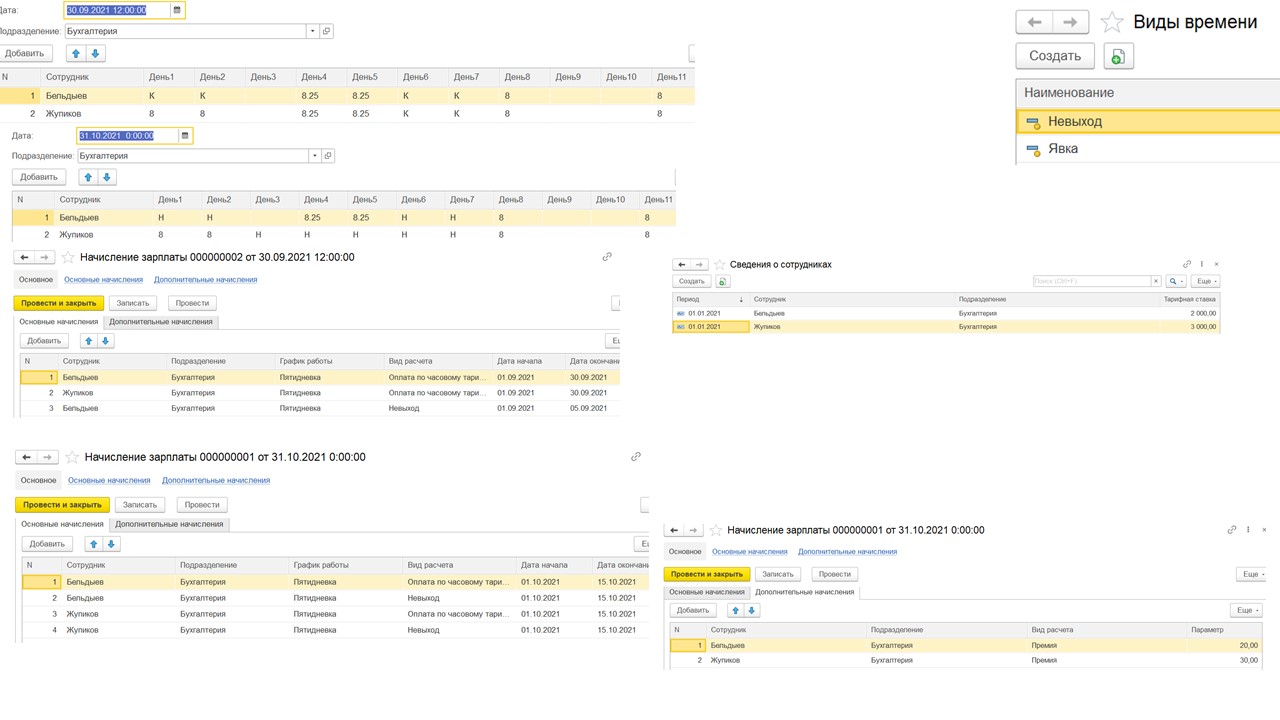 Дата: 30.09.2021 12:00:00
Подразделение: Бухгалтерия
Добавить
N Сотрудник День1 День2 День3 День4 День5 День6 День7 День8 День9 День10 День11
1 Бельдыев К К 8.25 8.25 К К 8 8
2 Жупиков 8 8 8.25 8.25 К К 8 8
Дата: 31.10.2021 0:00:00
Подразделение: Бухгалтерия
Добавить
N Сотрудник День1 День2 День3 День4 День5 День6 День7 День8 День9 День10 День11
1 Бельдыев Н Н 8.25 8.25 Н Н 8 8
2 Жупиков 8 8 Н Н Н Н Н 8 8
Виды времени
Создать
Наименование
Невыход
Явка
Начисление зарплаты 000000002 от 30.09.2021 12:00:00
Основное Основные начисления Дополнительные начисления
Провести и закрыть Записать Провести
Основные начисления Дополнительные начисления
Добавить
N Сотрудник Подразделение График работы Вид расчета Дата начала Дата окончани
1 Бельдыев Бухгалтерия Пятидневка Оплата по часовому тари... 01.09.2021 30.09.2021
2 Жупиков Бухгалтерия Пятидневка Оплата по часовому тари... 01.09.2021 30.09.2021
3 Бельдыев Бухгалтерия Пятидневка Невыход 01.09.2021 05.09.2021
Сведения о сотрудниках
Создать Поиск (Ctrl+F) Еще
Период Сотрудник Подразделение Тарифная ставка
01.01.2021 Бельдыев Бухгалтерия 2 000,00
01.01.2021 Жупиков Бухгалтерия 3 000,00
Начисление зарплаты 000000001 от 31.10.2021 0:00:00
Основное Основные начисления Дополнительные начисления
Провести и закрыть Записать Провести
Основные начисления Дополнительные начисления
Добавить
N Сотрудник Подразделение График работы Вид расчета Дата начала Дата окончани
1 Бельдыев Бухгалтерия Пятидневка Оплата по часовому тари... 01.10.2021 15.10.2021
2 Бельдыев Бухгалтерия Пятидневка Невыход 01.10.2021 15.10.2021
3 Жупиков Бухгалтерия Пятидневка Оплата по часовому тари... 01.10.2021 15.10.2021
4 Жупиков Бухгалтерия Пятидневка Невыход 01.10.2021 15.10.2021
Начисление зарплаты 000000001 от 31.10.2021 0:00:00
Основное Основные начисления Дополнительные начисления
Провести и закрыть Записать Провести Еще
Основные начисления Дополнительные начисления
Добавить Еще
N Сотрудник Подразделение Вид расчета Параметр
1 Бельдыев Бухгалтерия Премия 20,00
2 Жупиков Бухгалтерия Премия 30,00